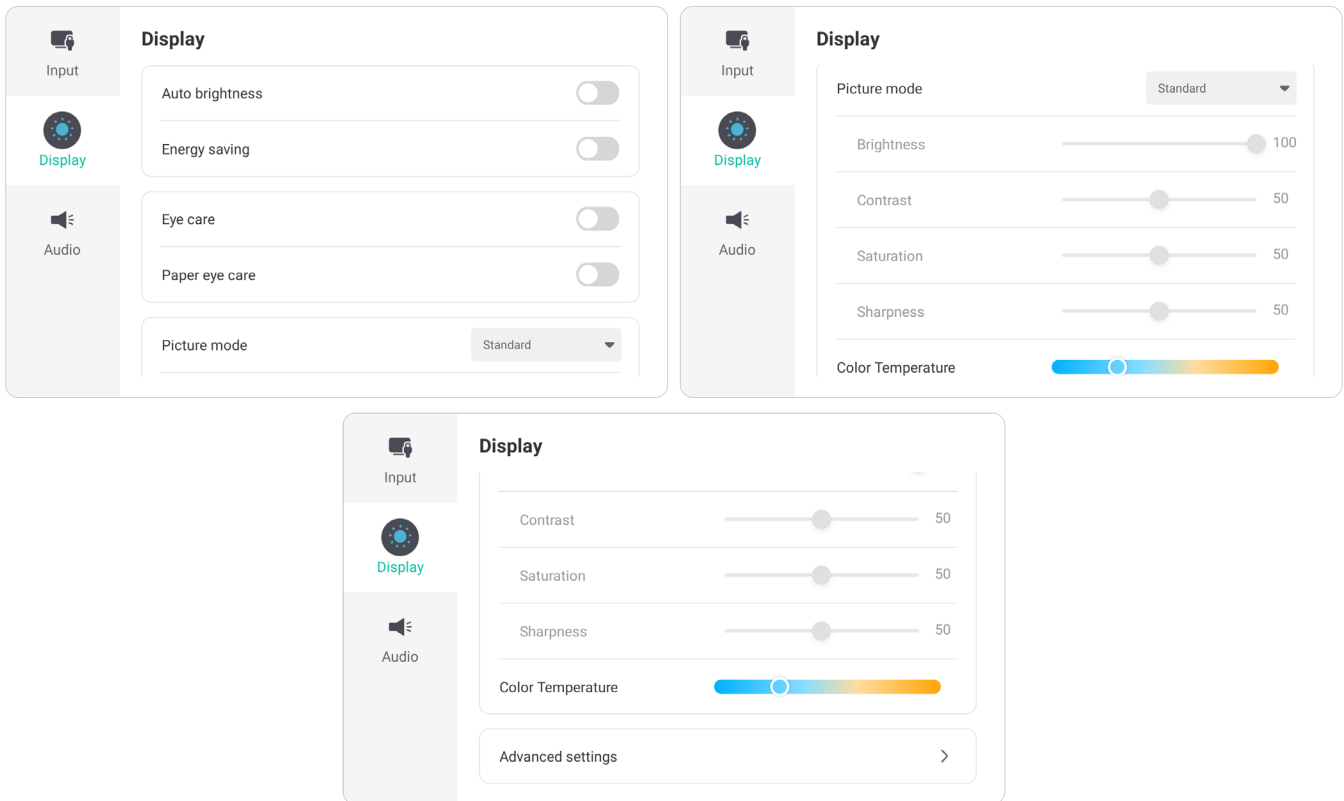 Display
Input
Auto brightness
Energy saving
Display
Eye care
Audio
Paper eye care
Picture mode Standard
Display
Input
Picture mode Standard
Brightness 100
Display
Contrast 50
Audio
Saturation 50
Sharpness 50
Color Temperature
Display
Input
Contrast 50
Display
Saturation 50
Sharpness 50
Audio
Color Temperature
Advanced settings